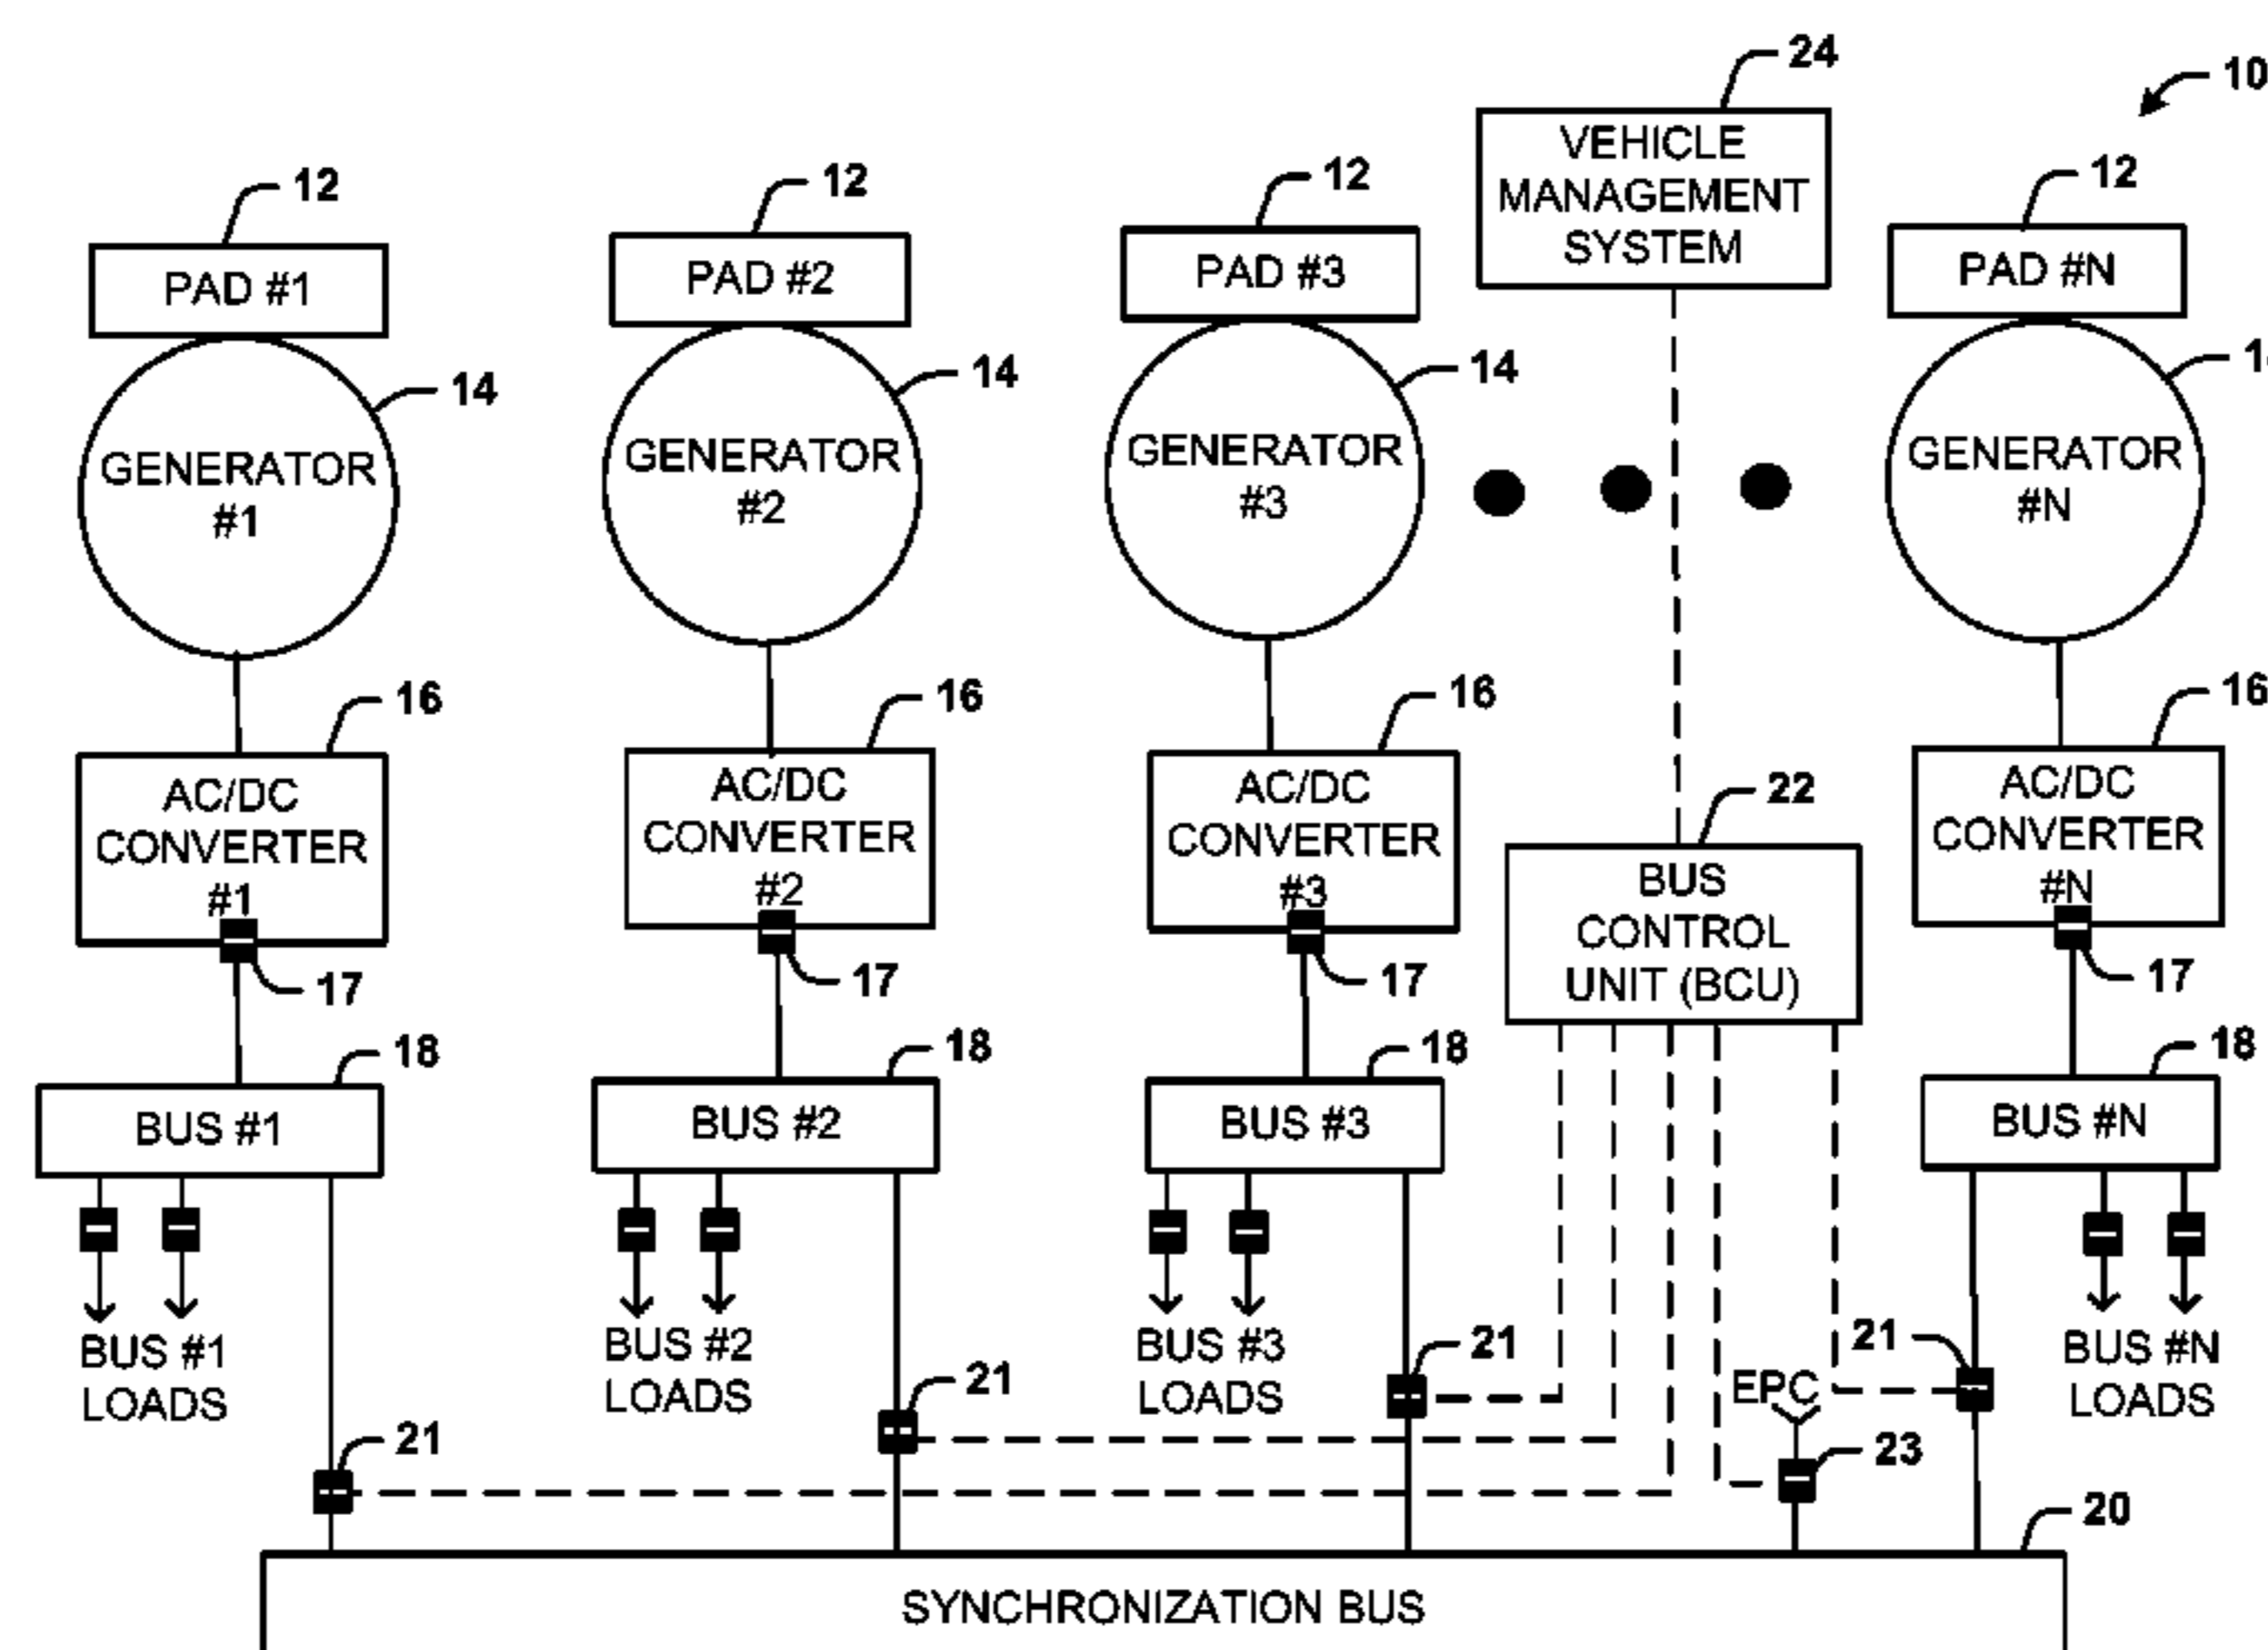 24
10
VEHICLE
MANAGEMENT
SYSTEM
12
12
12
12
PAD #1
PAD #2
PAD #3
PAD #N
14
14
14
GENERATOR
#1
GENERATOR
#2
GENERATOR
#3
GENERATOR
#N
16
16
16
16
AC/DC
CONVERTER
#1
AC/DC
CONVERTER
#2
AC/DC
CONVERTER
#3
AC/DC
CONVERTER
#N
22
BUS
CONTROL
UNIT (BCU)
17
17
17
17
18
18
18
18
BUS #1
BUS #2
BUS #3
BUS #N
BUS #1
LOADS
BUS #2
LOADS
BUS #3
LOADS
BUS #N
LOADS
21
21
21
21
EPC
23
20
SYNCHRONIZATION BUS